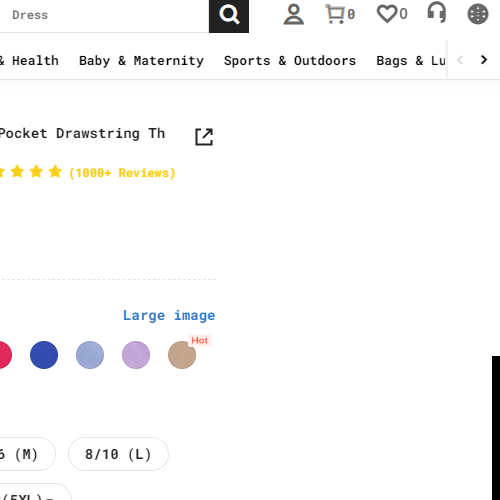 Dress
0
0
& Health Baby & Maternity Sports & Outdoors Bags & Lu
Pocket Drawstring Th
(1000+ Reviews)
Large image
Hot
6 (M) 8/10 (L)
(5XL)